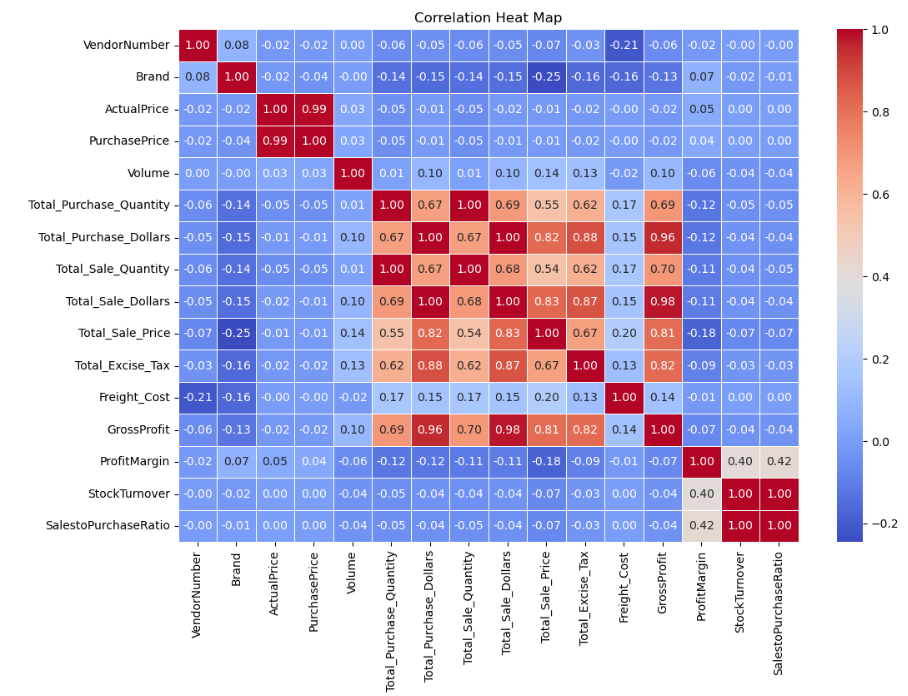 Correlation Heat Map
VendorNumber 1.00 0.08 -0.02 -0.02 0.00 -0.06 -0.05 -0.06 -0.05 -0.07 -0.03 -0.21 -0.06 -0.02 -0.00 -0.00
Brand 0.08 1.00 -0.02 -0.04 -0.00 -0.14 -0.15 -0.14 -0.15 -0.25 -0.16 -0.16 -0.13 0.07 -0.02 -0.01
ActualPrice -0.02 -0.02 1.00 0.99 0.03 -0.05 -0.01 -0.05 -0.02 -0.01 -0.02 -0.00 -0.02 0.05 0.00 0.00
PurchasePrice -0.02 -0.04 0.99 1.00 0.03 -0.05 -0.01 -0.05 -0.01 -0.01 -0.02 -0.00 -0.02 0.04 0.00 0.00
Volume 0.00 -0.00 0.03 0.03 1.00 0.01 0.10 0.01 0.10 0.14 0.13 -0.02 0.10 -0.06 -0.04 -0.04
Total_Purchase_Quantity -0.06 -0.14 -0.05 -0.05 0.01 1.00 0.67 1.00 0.69 0.55 0.62 0.17 0.69 -0.12 -0.05 -0.05
Total_Purchase_Dollars -0.05 -0.15 -0.01 -0.01 0.10 0.67 1.00 0.67 1.00 0.82 0.88 0.15 0.96 -0.12 -0.04 -0.04
Total_Sale_Quantity -0.06 -0.14 -0.05 -0.05 0.01 1.00 0.67 1.00 0.68 0.54 0.62 0.17 0.70 -0.11 -0.04 -0.05
Total_Sale_Dollars -0.05 -0.15 -0.02 -0.01 0.10 0.69 1.00 0.68 1.00 0.83 0.87 0.15 0.98 -0.11 -0.04 -0.04
Total_Sale_Price -0.07 -0.25 -0.01 -0.01 0.14 0.55 0.82 0.54 0.83 1.00 0.67 0.20 0.81 -0.18 -0.07 -0.07
Total_Excise_Tax -0.03 -0.16 -0.02 -0.02 0.13 0.62 0.88 0.62 0.87 0.67 1.00 0.13 0.82 -0.09 -0.03 -0.03
Freight_Cost -0.21 -0.16 -0.00 -0.00 -0.02 0.17 0.15 0.17 0.15 0.20 0.13 1.00 0.14 -0.01 0.00 0.00
GrossProfit -0.06 -0.13 -0.02 -0.02 0.10 0.69 0.96 0.70 0.98 0.81 0.82 0.14 1.00 -0.07 -0.04 -0.04
ProfitMargin -0.02 0.07 0.05 0.04 -0.06 -0.12 -0.12 -0.11 -0.11 -0.18 -0.09 -0.01 -0.07 1.00 0.40 0.42
StockTurnover -0.00 -0.02 0.00 0.00 -0.04 -0.05 -0.04 -0.04 -0.04 -0.07 -0.03 0.00 -0.04 0.40 1.00 1.00
SalestoPurchaseRatio -0.00 -0.01 0.00 0.00 -0.04 -0.05 -0.04 -0.05 -0.04 -0.07 -0.03 0.00 -0.04 0.42 1.00 1.00
VendorNumber
Brand
ActualPrice
PurchasePrice
Volume
Total_Purchase_Quantity
Total_Purchase_Dollars
Total_Sale_Quantity
Total_Sale_Dollars
Total_Sale_Price
Total_Excise_Tax
Freight_Cost
GrossProfit
ProfitMargin
StockTurnover
SalestoPurchaseRatio
1.0
0.8
0.6
0.4
0.2
0.0
−0.2